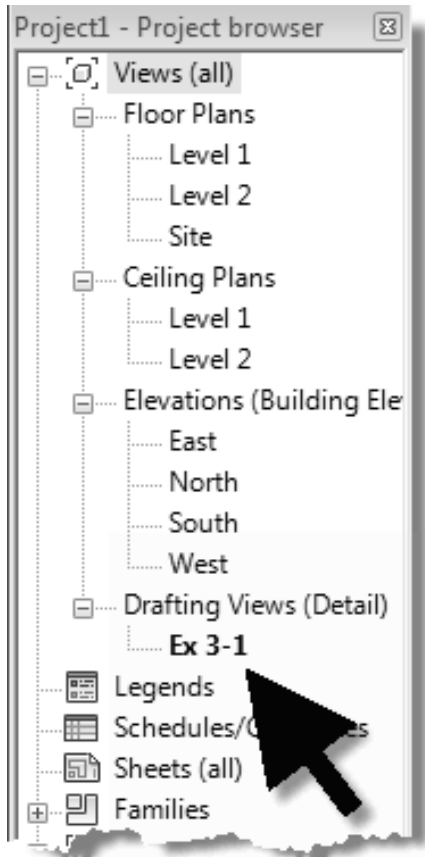 Project1 - Project browser
Views (all)
Floor Plans
Level 1
Level 2
Site
Ceiling Plans
Level 1
Level 2
Elevations (Building Ele
East
North
South
West
Drafting Views (Detail)
Ex 3-1
Legends
Schedules/
Sheets (all)
Families